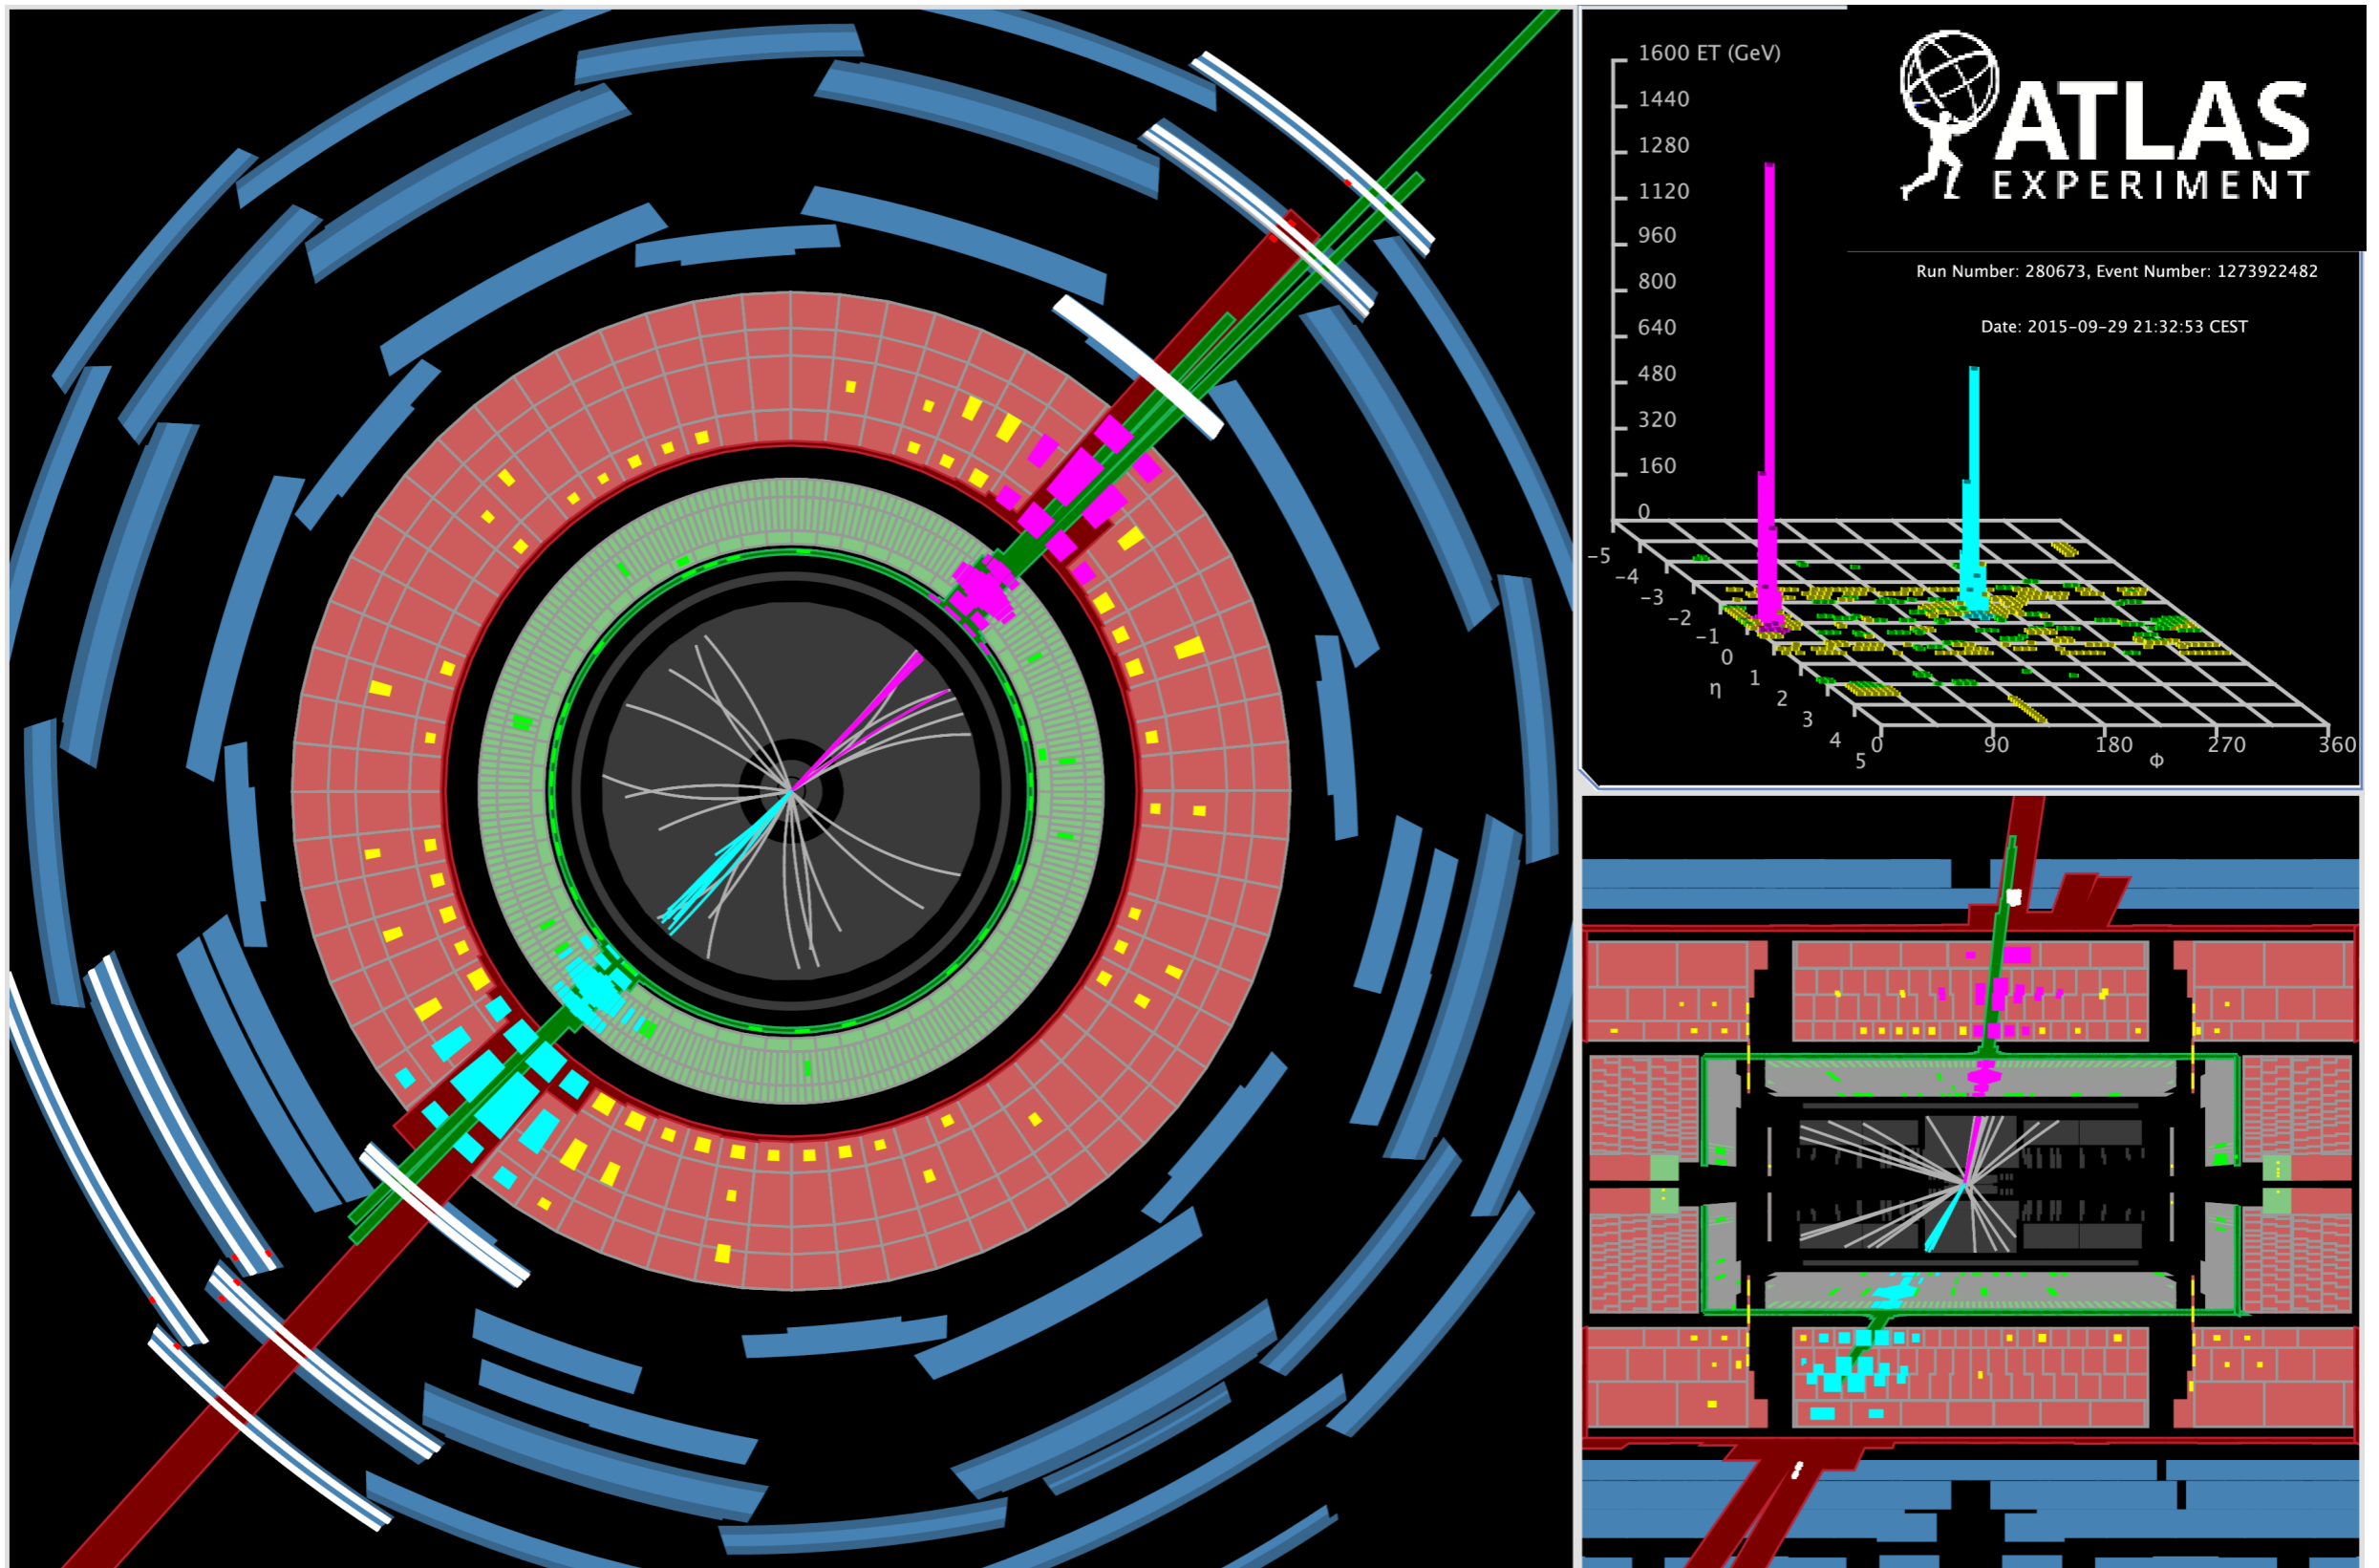 1600 ET (GeV)
1440
1280
1120
960
800
640
480
320
160
0
ATLAS
EXPERIMENT
Run Number: 280673, Event Number: 1273922482
Date: 2015-09-29 21:32:53 CEST
-5
-4
-3
-2
-1
0
1
2
3
4
5
η
0 90 180 270 360
Φ